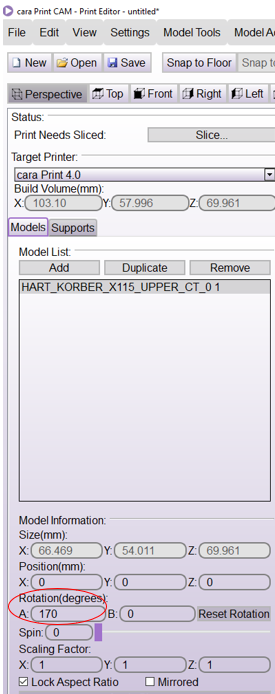 cara Print CAM - Print Editor - untitled*
File Edit View Settings Model Tools Model A
New Open Save Snap to Floor Snap to
Perspective Top Front Right Left
Status:
Print Needs Sliced: Slice...
Target Printer:
cara Print 4.0
Build Volume(mm):
X: 103.10 Y: 57.996 Z: 69.961
Models Supports
Model List:
Add Duplicate Remove
HART_KORBER_X115_UPPER_CT_0 1
Model Information:
Size(mm):
X: 66.469 Y: 54.011 Z: 69.961
Position(mm):
X: 0 Y: 0 Z: 0
Rotation(degrees):
A: 170 B: 0 Reset Rotation
Spin: 0
Scaling Factor:
X: 1 Y: 1 Z: 1
Lock Aspect Ratio Mirrored